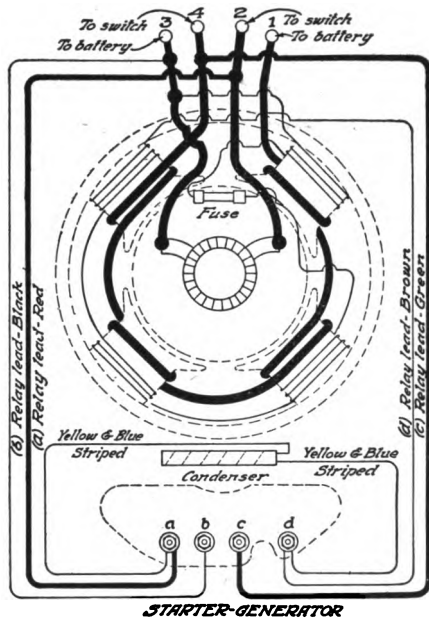 To switch
To switch
3 4 2 1
To battery
To battery
Fuse
(b) Relay lead-Black
(a) Relay lead-Red
(d) Relay lead-Brown
(c) Relay lead-Green
Yellow & Blue
Striped
Yellow & Blue
Striped
Condenser
a b c d
STARTER-GENERATOR